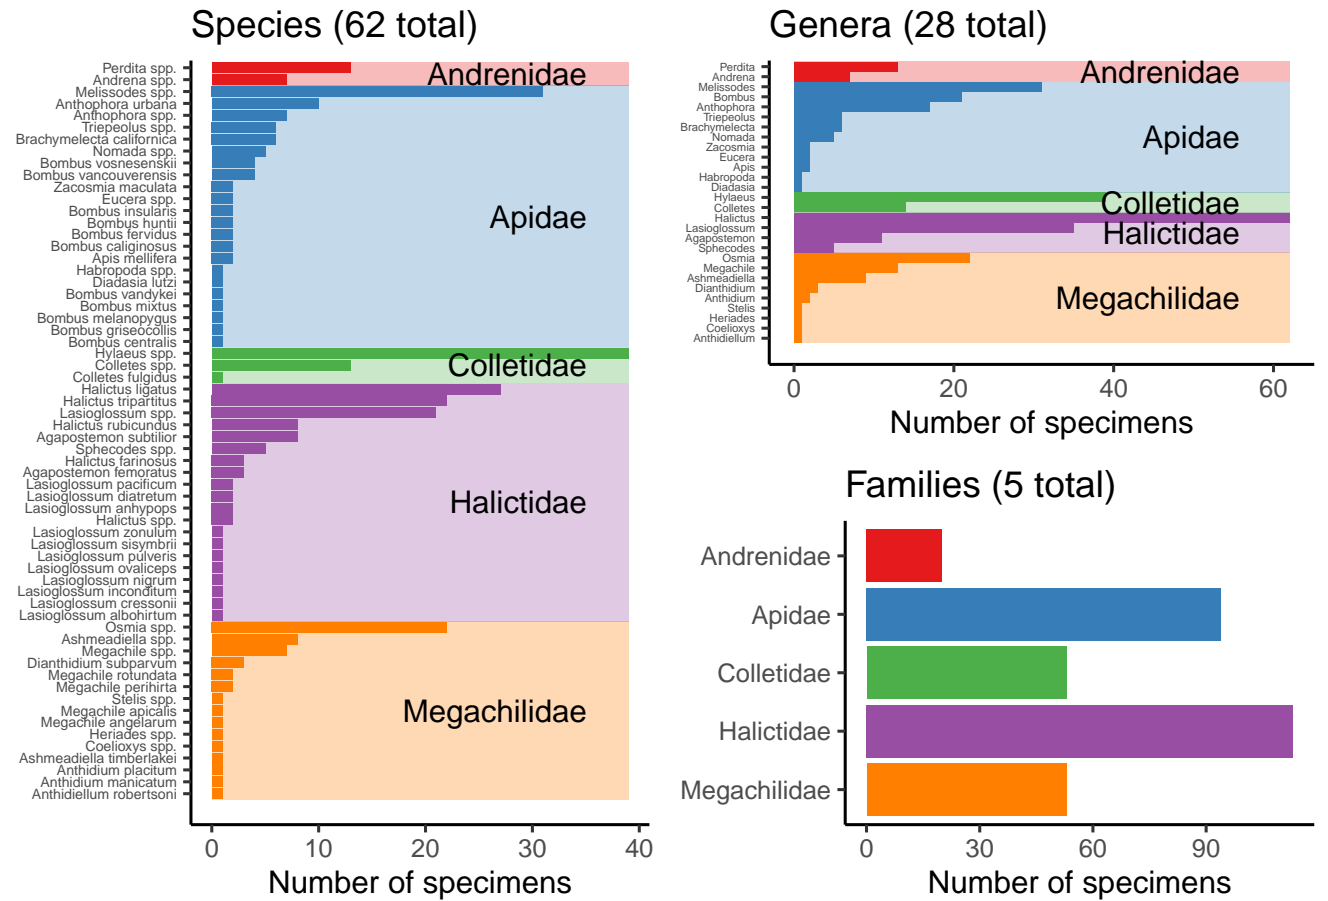 Species (62 total)
Perdita spp.
Andrena spp.
Melissodes spp.
Anthophora urbana
Anthophora spp.
Triepeolus spp.
Brachymelecta californica
Nomada spp.
Bombus vosnesenskii
Bombus vancouverensis
Zacosmia maculata
Eucera spp.
Bombus insularis
Bombus huntii
Bombus fervidus
Bombus caliginosus
Apis mellifera
Habropoda spp.
Diadasia lutzi
Bombus vandykei
Bombus mixtus
Bombus melanopygus
Bombus griseocollis
Bombus centralis
Hylaeus spp.
Colletes spp.
Colletes fulgidus
Halictus ligatus
Halictus tripartitus
Lasioglossum spp.
Halictus rubicundus
Agapostemon subtilior
Sphecodes spp.
Halictus farinosus
Agapostemon femoratus
Lasioglossum pacificum
Lasioglossum diatretum
Lasioglossum anhypops
Halictus spp.
Lasioglossum zonulum
Lasioglossum sisymbrii
Lasioglossum pulveris
Lasioglossum ovaliceps
Lasioglossum nigrum
Lasioglossum inconditum
Lasioglossum cressonii
Lasioglossum albohirtum
Osmia spp.
Ashmeadiella spp.
Megachile spp.
Dianthidium subparvum
Megachile rotundata
Megachile perihirta
Stelis spp.
Megachile apicalis
Megachile angelarum
Heriades spp.
Coelioxys spp.
Ashmeadiella timberlakei
Anthidium placitum
Anthidium manicatum
Anthidiellum robertsoni
Andrenidae
Apidae
Colletidae
Halictidae
Megachilidae
0 10 20 30 40
Number of specimens
Genera (28 total)
Perdita
Andrena
Melissodes
Bombus
Anthophora
Triepeolus
Brachymelecta
Nomada
Zacosmia
Eucera
Apis
Habropoda
Diadasia
Hylaeus
Colletes
Halictus
Lasioglossum
Agapostemon
Sphecodes
Osmia
Megachile
Ashmeadiella
Dianthidium
Anthidium
Stelis
Heriades
Coelioxys
Anthidiellum
Andrenidae
Apidae
Colletidae
Halictidae
Megachilidae
0 20 40 60
Number of specimens
Families (5 total)
Andrenidae
Apidae
Colletidae
Halictidae
Megachilidae
0 30 60 90
Number of specimens